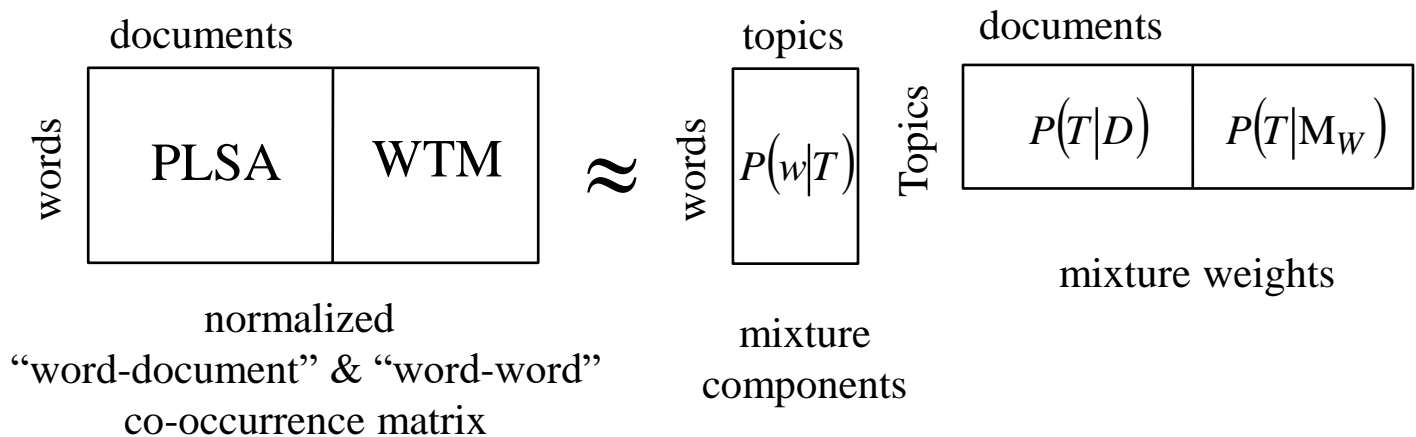 documents
words
PLSA
WTM
normalized
“word-document” & “word-word”
co-occurrence matrix
≈
topics
words
P(w|T)
mixture
components
documents
Topics
P(T|D)
P(T|M_W)
mixture weights